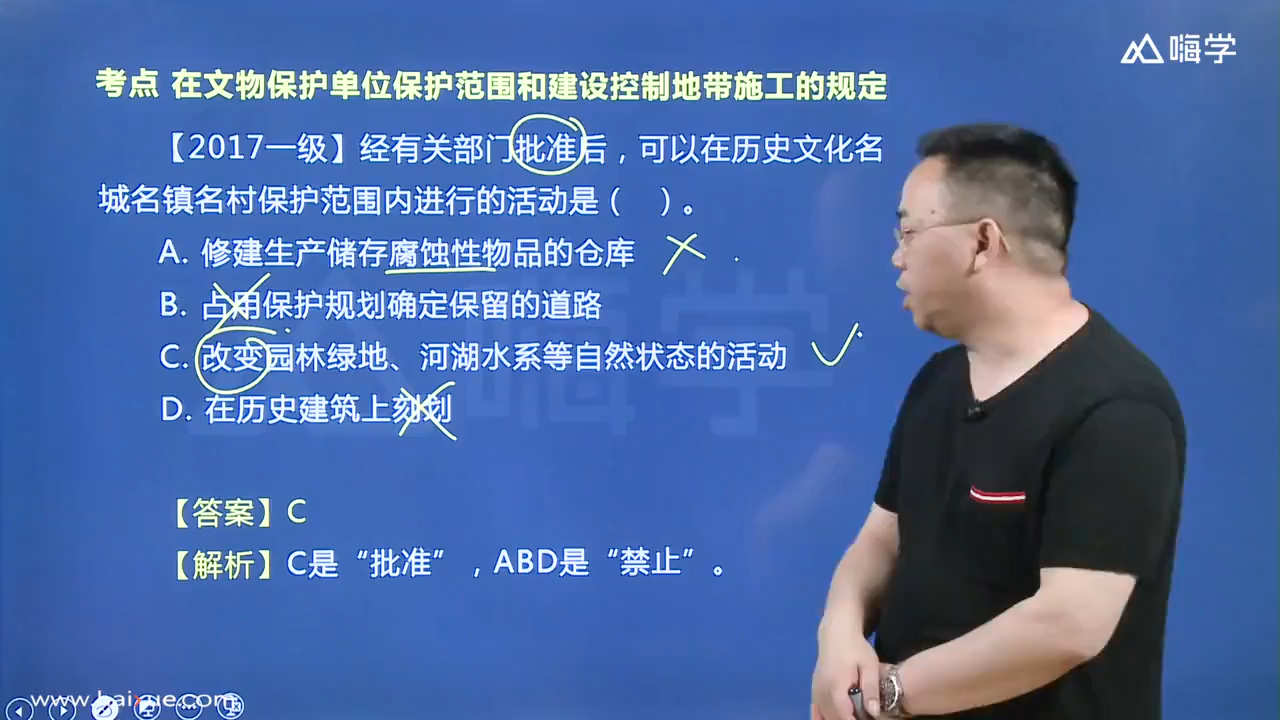 嗨学
考点 在文物保护单位保护范围和建设控制地带施工的规定
【2017一级】经有关部门批准后，可以在历史文化名
城名镇名村保护范围内进行的活动是（ ）。
A. 修建生产储存腐蚀性物品的仓库
B. 占用保护规划确定保留的道路
C. 改变园林绿地、河湖水系等自然状态的活动
D. 在历史建筑上刻划
嗨学
【答案】C
【解析】C是“批准”，ABD是“禁止”。
www.haixue.com